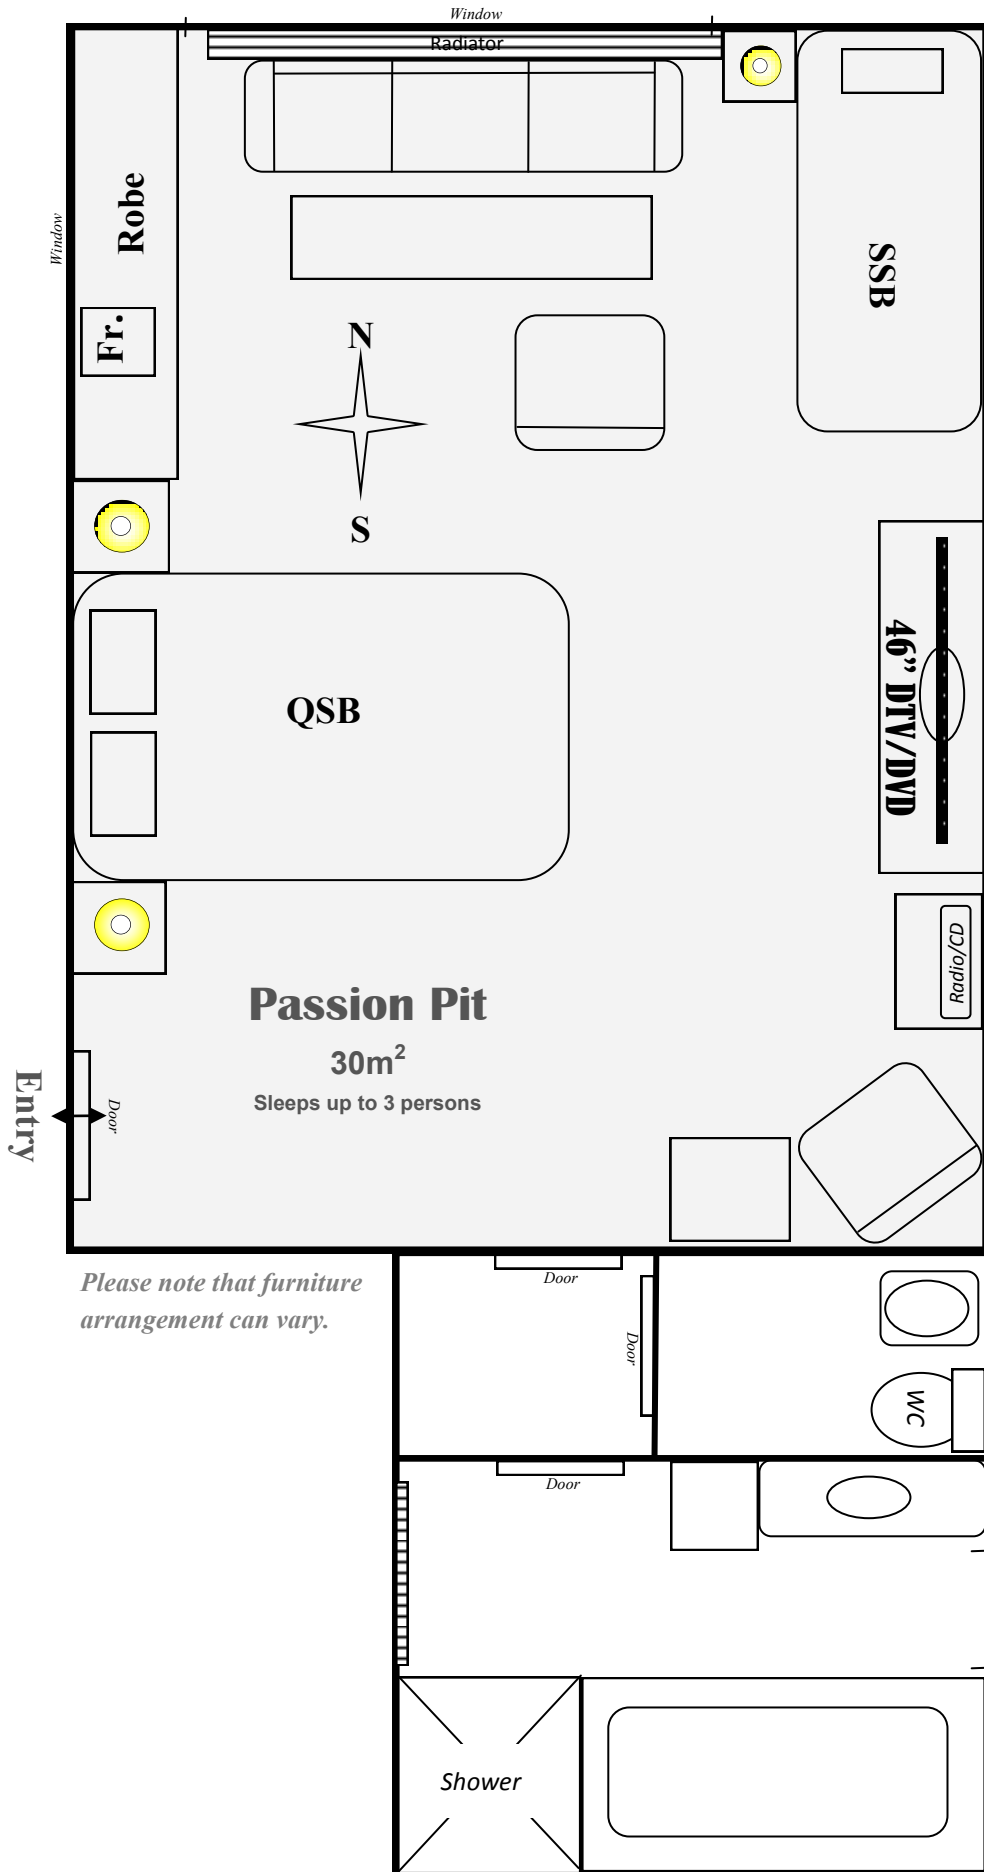 Window
Radiator
Window
Robe
SSB
Fr.
N
S
QSB
46” DTV/DVD
Radio/CD
Passion Pit
30m²
Sleeps up to 3 persons
Entry
Door
Please note that furniture
arrangement can vary.
Door
Door
WC
Door
Shower